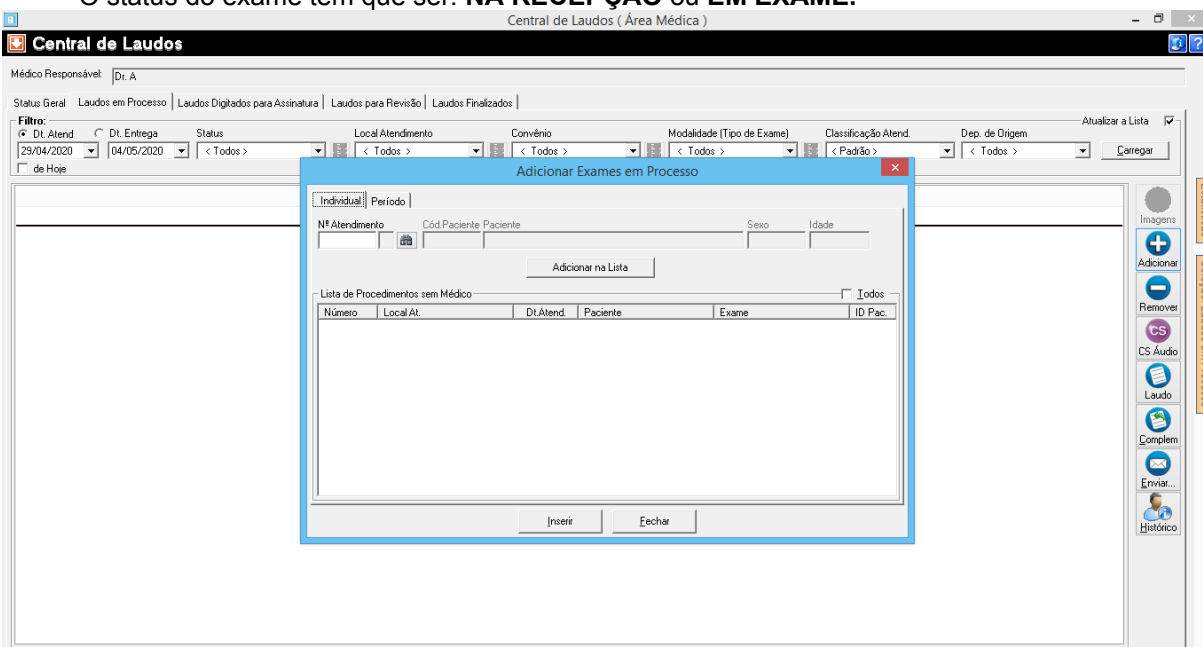 O status do exame tem que ser: NA RECEPÇÃO ou EM EXAME.
Central de Laudos ( Área Médica )
Central de Laudos
Médico Responsável: Dr. A
Status Geral Laudos em Processo Laudos Digitados para Assinatura Laudos para Revisão Laudos Finalizados
Filtro: Atualizar a Lista
Dt. Atend Dt. Entrega Status Local Atendimento Convênio Modalidade (Tipo de Exame) Classificação Atend. Dep. de Origem
29/04/2020 04/05/2020 < Todos > < Todos > < Todos > < Todos > < Padrão > < Todos > Carregar
de Hoje
Adicionar Exames em Processo
Individual Período
Nº Atendimento Cód.Paciente Paciente Sexo Idade
Adicionar na Lista
Lista de Procedimentos sem Médico Todos
Número Local At. Dt.Atend. Paciente Exame ID Pac.
Inserir Fechar
Imagens
Adicionar
Remover
CS
CS Áudio
Laudo
Complem
Enviar...
Histórico